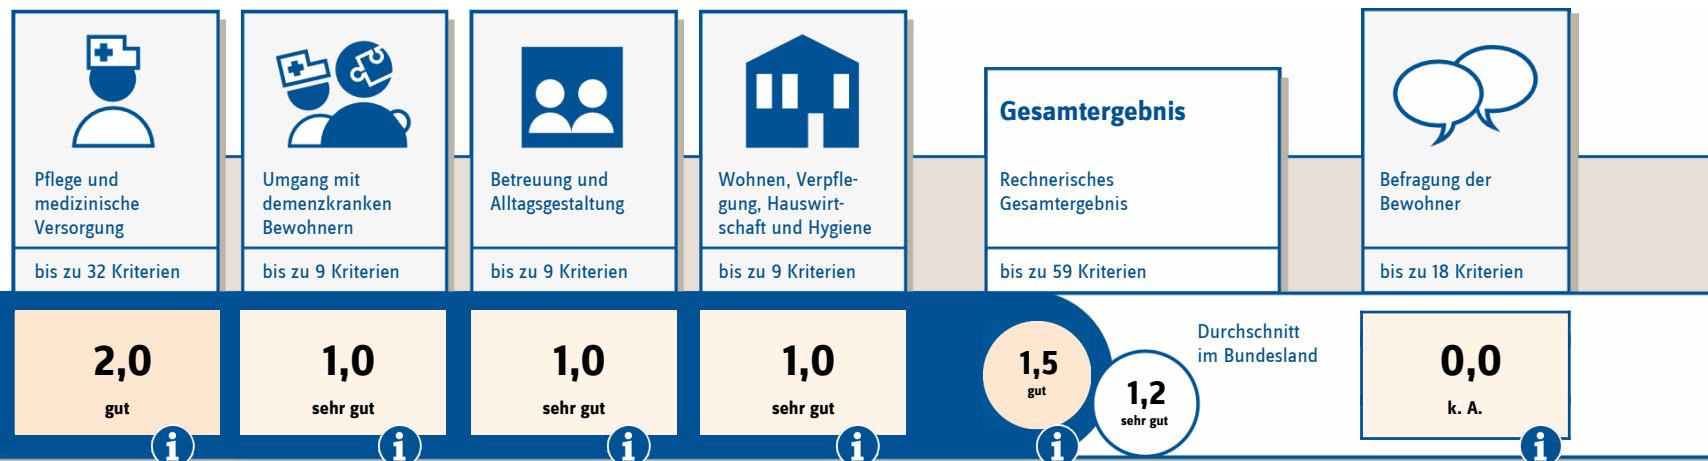 Pflege und
medizinische
Versorgung
bis zu 32 Kriterien
2,0
gut
i
Umgang mit
demenzkranken
Bewohnern
bis zu 9 Kriterien
1,0
sehr gut
i
Betreuung und
Alltagsgestaltung
bis zu 9 Kriterien
1,0
sehr gut
i
Wohnen, Verpfle-
gung, Hauswirt-
schaft und Hygiene
bis zu 9 Kriterien
1,0
sehr gut
i
Gesamtergebnis
Rechnerisches
Gesamtergebnis
bis zu 59 Kriterien
1,5
gut
i
Durchschnitt
im Bundesland
1,2
sehr gut
Befragung der
Bewohner
bis zu 18 Kriterien
0,0
k. A.
i